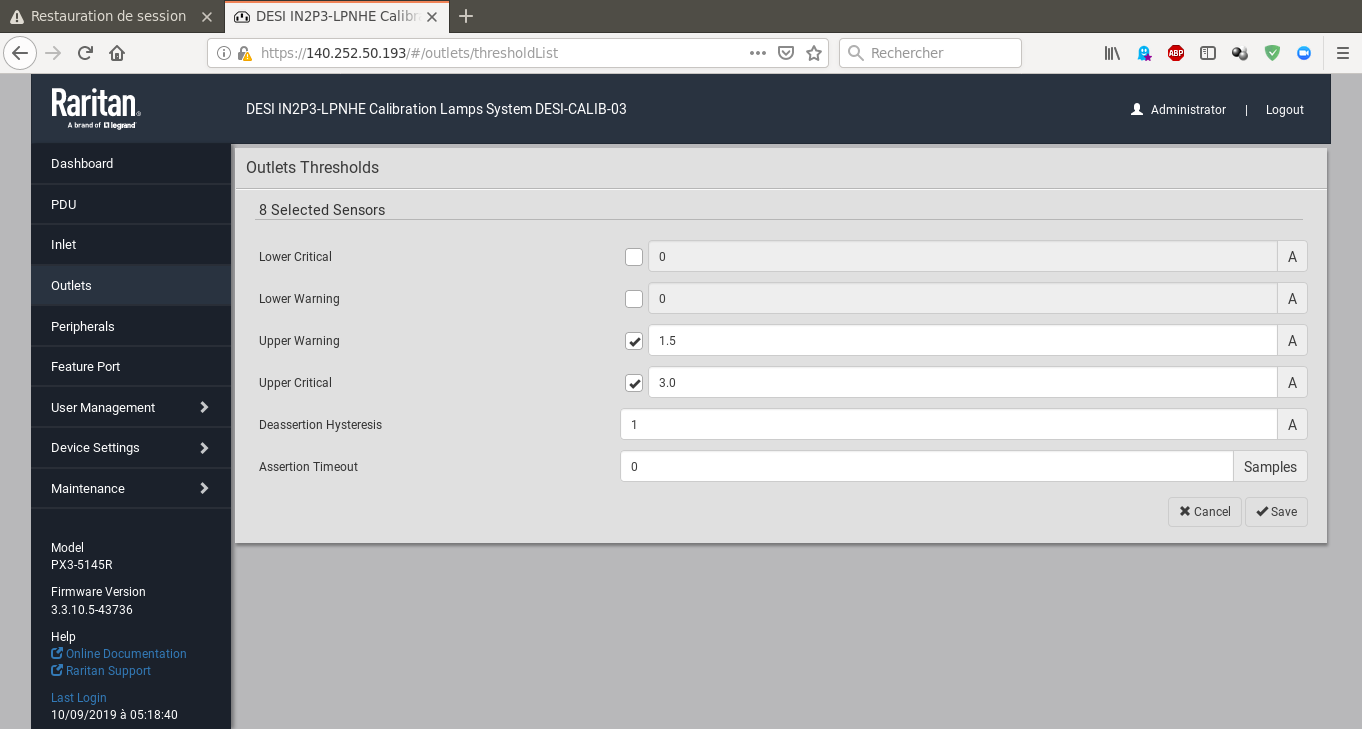 Restauration de session
DESI IN2P3-LPNHE Calibr
https://140.252.50.193/#/outlets/thresholdList
Rechercher
ABP
Raritan®
A brand of legrand
DESI IN2P3-LPNHE Calibration Lamps System DESI-CALIB-03
Administrator | Logout
Dashboard
PDU
Inlet
Outlets
Peripherals
Feature Port
User Management
Device Settings
Maintenance
Model
PX3-5145R
Firmware Version
3.3.10.5-43736
Help
Online Documentation
Raritan Support
Last Login
10/09/2019 à 05:18:40
Outlets Thresholds
8 Selected Sensors
Lower Critical 0 A
Lower Warning 0 A
Upper Warning 1.5 A
Upper Critical 3.0 A
Deassertion Hysteresis 1 A
Assertion Timeout 0 Samples
Cancel Save